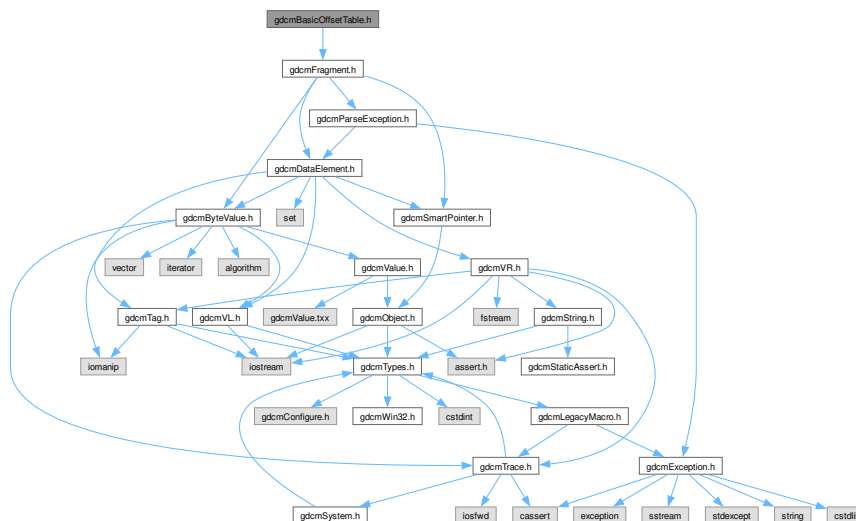 gdcmBasicOffsetTable.h
gdcmFragment.h
gdcmParseException.h
gdcmDataElement.h
gdcmByteValue.h
set
gdcmSmartPointer.h
vector
iterator
algorithm
gdcmValue.h
gdcmVR.h
gdcmTag.h
gdcmVL.h
gdcmValue.txx
gdcmObject.h
fstream
gdcmString.h
iomanip
iostream
gdcmTypes.h
assert.h
gdcmStaticAssert.h
gdcmConfigure.h
gdcmWin32.h
cstdint
gdcmLegacyMacro.h
gdcmTrace.h
gdcmException.h
gdcmSystem.h
iosfwd
cassert
exception
sstream
stdexcept
string
cstdli